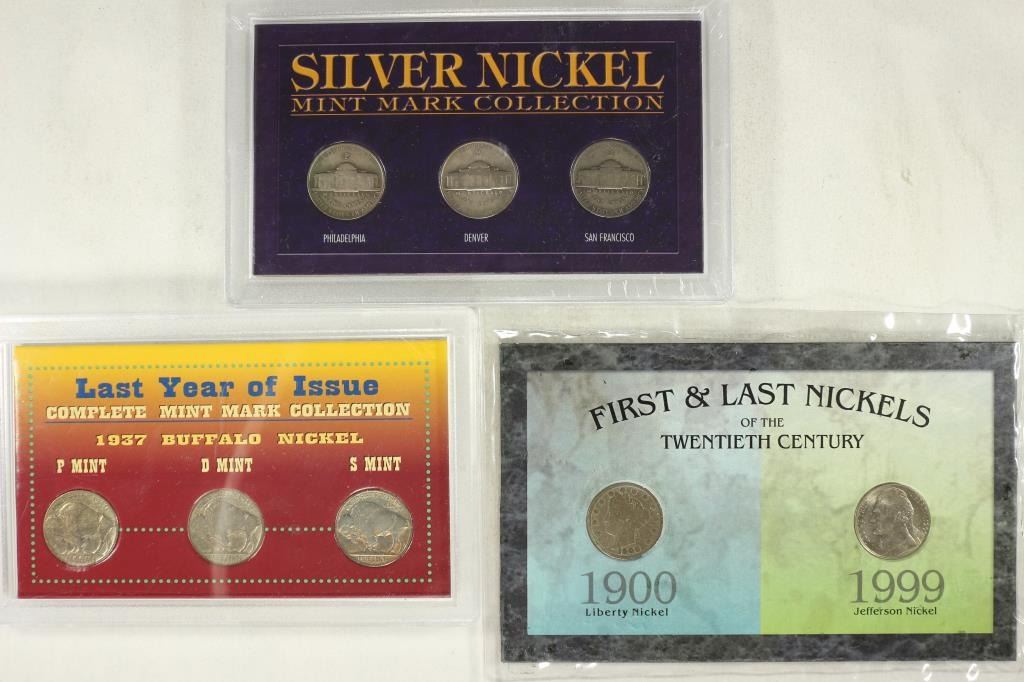 SILVER NICKEL
MINT MARK COLLECTION
PHILADELPHIA DENVER SAN FRANCISCO
Last Year of Issue
COMPLETE MINT MARK COLLECTION
1937 BUFFALO NICKEL
P MINT D MINT S MINT
FIRST & LAST NICKELS
OF THE
TWENTIETH CENTURY
1900
1900 1999
Liberty Nickel Jefferson Nickel